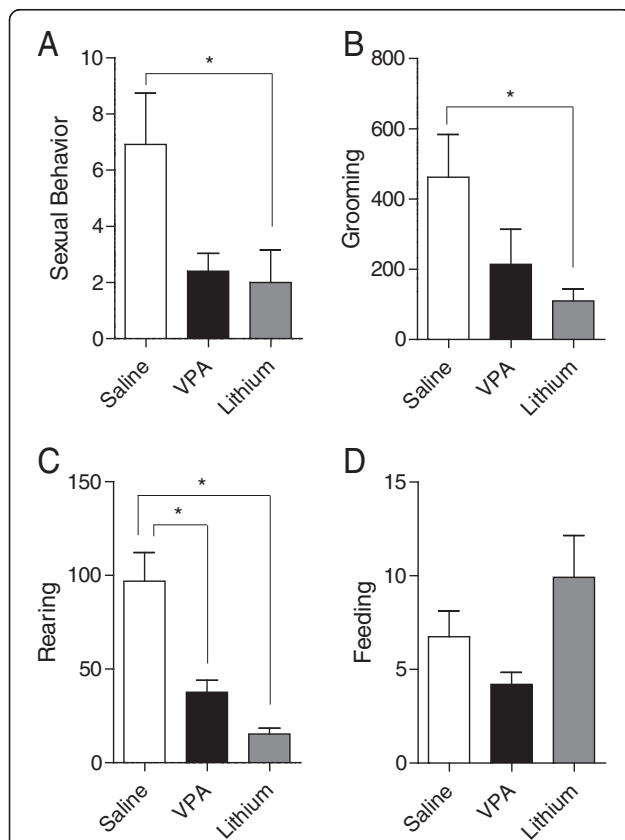 A
Sexual Behavior
10
8
6
4
2
0
*
Saline
VPA
Lithium
B
Grooming
800
600
400
200
0
*
Saline
VPA
Lithium
C
Rearing
150
100
50
0
*
*
Saline
VPA
Lithium
D
Feeding
15
10
5
0
Saline
VPA
Lithium